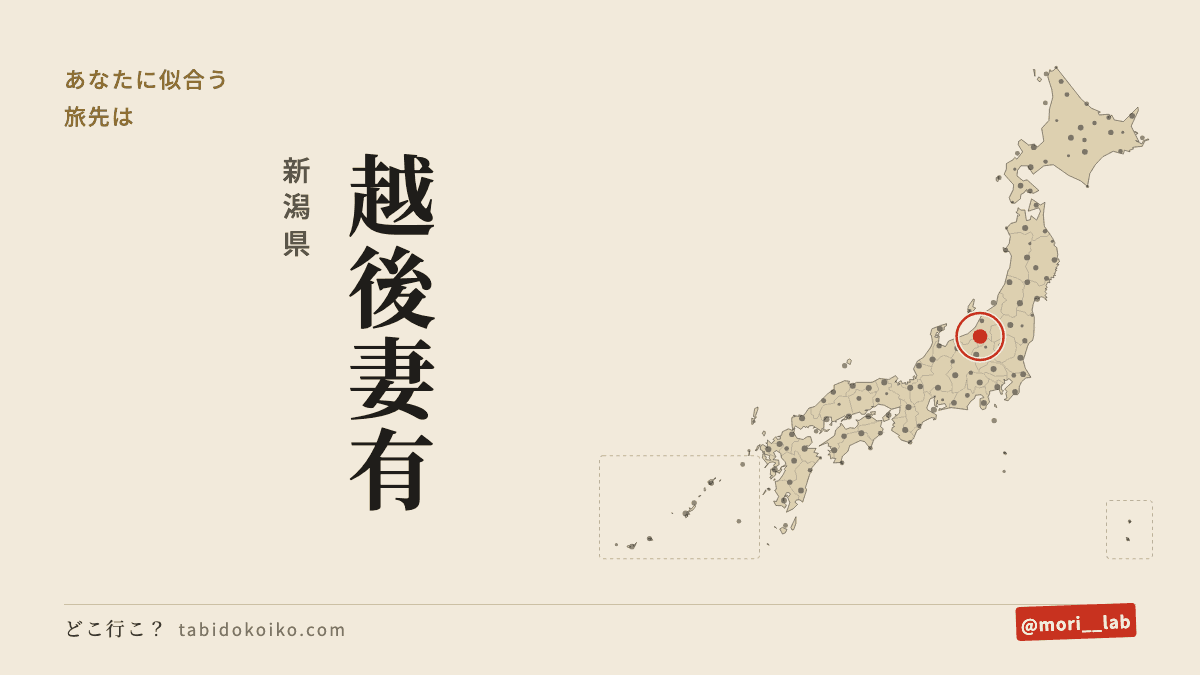 あなたに似合う
旅先は
新潟県
越後妻有
どこ行こ？ tabidokoiko.com
@mori__lab